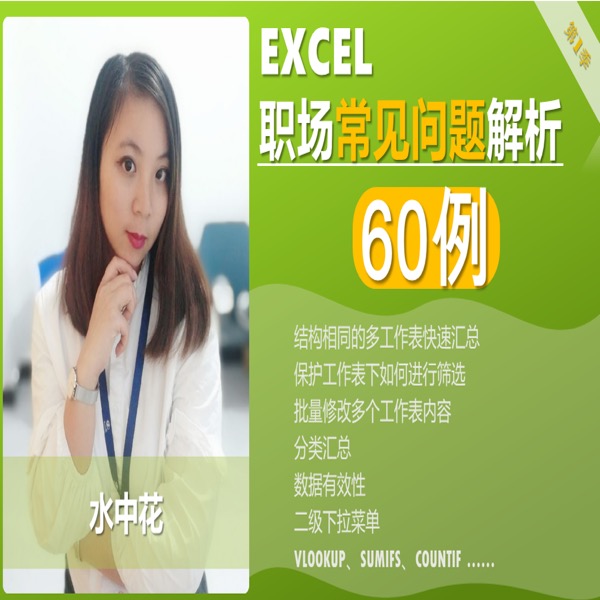 第1季
EXCEL
职场常见问题解析
60例
结构相同的多工作表快速汇总
保护工作表下如何进行筛选
批量修改多个工作表内容
分类汇总
数据有效性
二级下拉菜单
VLOOKUP、SUMIFS、COUNTIF ......
水中花